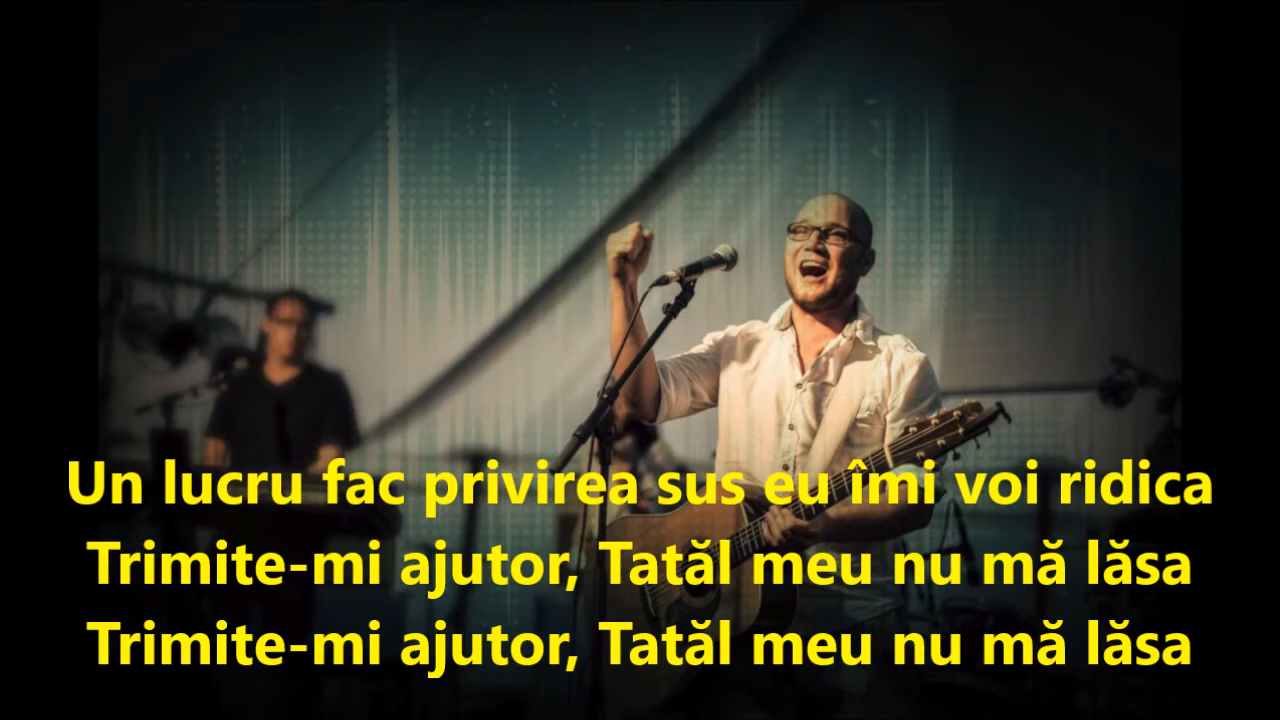 Un lucru fac privirea sus eu îmi voi ridica
Trimite-mi ajutor, Tatăl meu nu mă lăsa
Trimite-mi ajutor, Tatăl meu nu mă lăsa